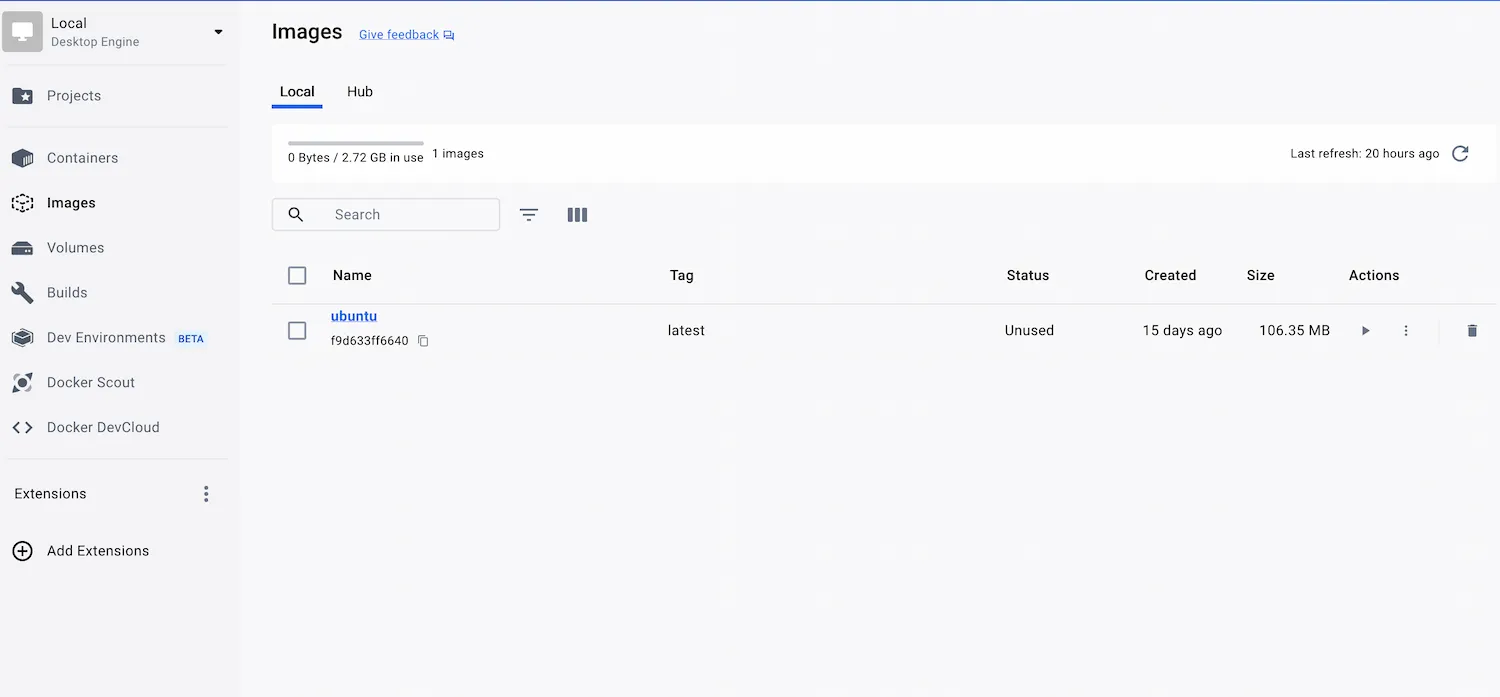 Local
Desktop Engine
Projects
Containers
Images
Volumes
Builds
Dev Environments BETA
Docker Scout
Docker DevCloud
Extensions
Add Extensions
Images Give feedback
Local Hub
0 Bytes / 2.72 GB in use 1 images Last refresh: 20 hours ago
Search
Name Tag Status Created Size Actions
ubuntu
f9d633ff6640
latest Unused 15 days ago 106.35 MB